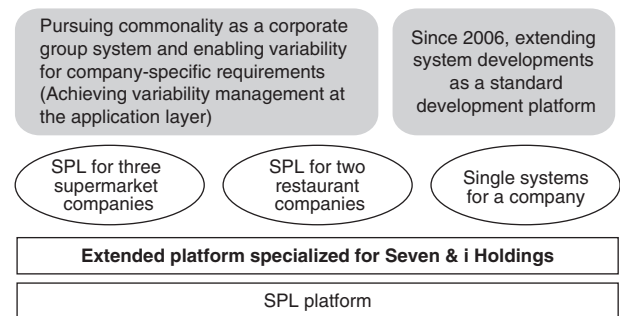 Pursuing commonality as a corporate
group system and enabling variability
for company-specific requirements
(Achieving variability management at
the application layer)
Since 2006, extending
system developments
as a standard
development platform
SPL for three
supermarket
companies
SPL for two
restaurant
companies
Single systems
for a company
Extended platform specialized for Seven & i Holdings
SPL platform